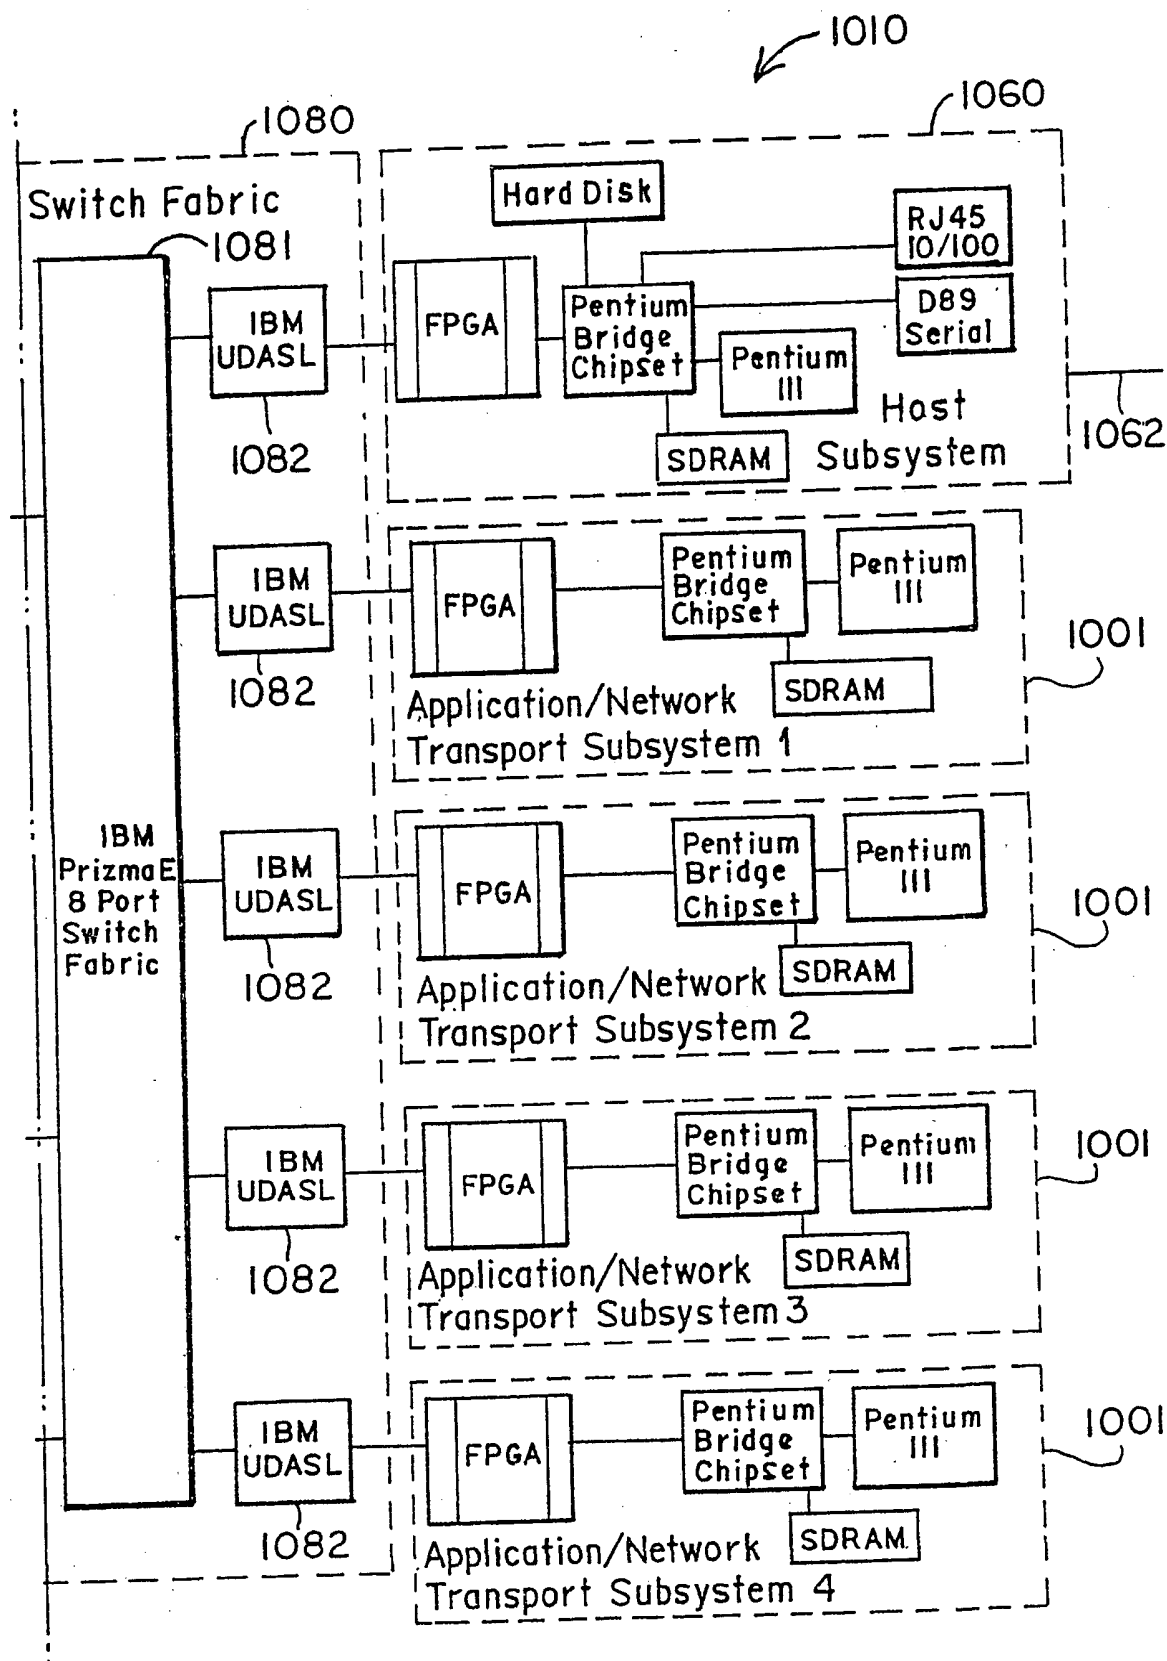 1010
1060
1080
Switch Fabric
1081
Hard Disk
RJ45
10/100
D89
Serial
IBM
UDASL
1082
FPGA
Pentium
Bridge
Chipset
Pentium
III
SDRAM
Host
Subsystem
1062
IBM
UDASL
1082
FPGA
Pentium
Bridge
Chipset
Pentium
III
SDRAM
1001
Application/Network
Transport Subsystem 1
IBM
PrizmaE
8 Port
Switch
Fabric
IBM
UDASL
1082
FPGA
Pentium
Bridge
Chipset
Pentium
III
SDRAM
1001
Application/Network
Transport Subsystem 2
IBM
UDASL
1082
FPGA
Pentium
Bridge
Chipset
Pentium
III
SDRAM
1001
Application/Network
Transport Subsystem 3
IBM
UDASL
1082
FPGA
Pentium
Bridge
Chipset
Pentium
III
SDRAM.
1001
Application/Network
Transport Subsystem 4